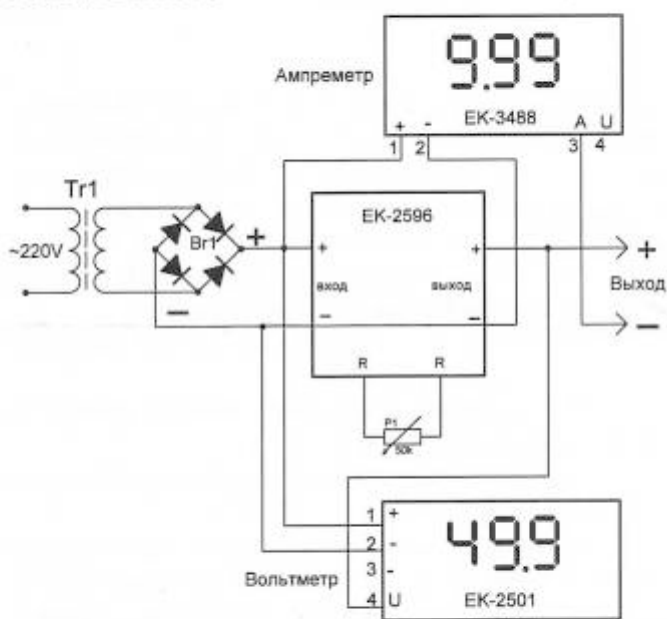 Ампреметр
9.99
EK-3488
+ - A U
1 2 3 4
Tr1
~220V
Br1
+
−
EK-2596
+ +
вход выход
− −
R R
P1
50k
+
Выход
−
1 +
2 -
3 -
4 U
49.9
EK-2501
Вольтметр